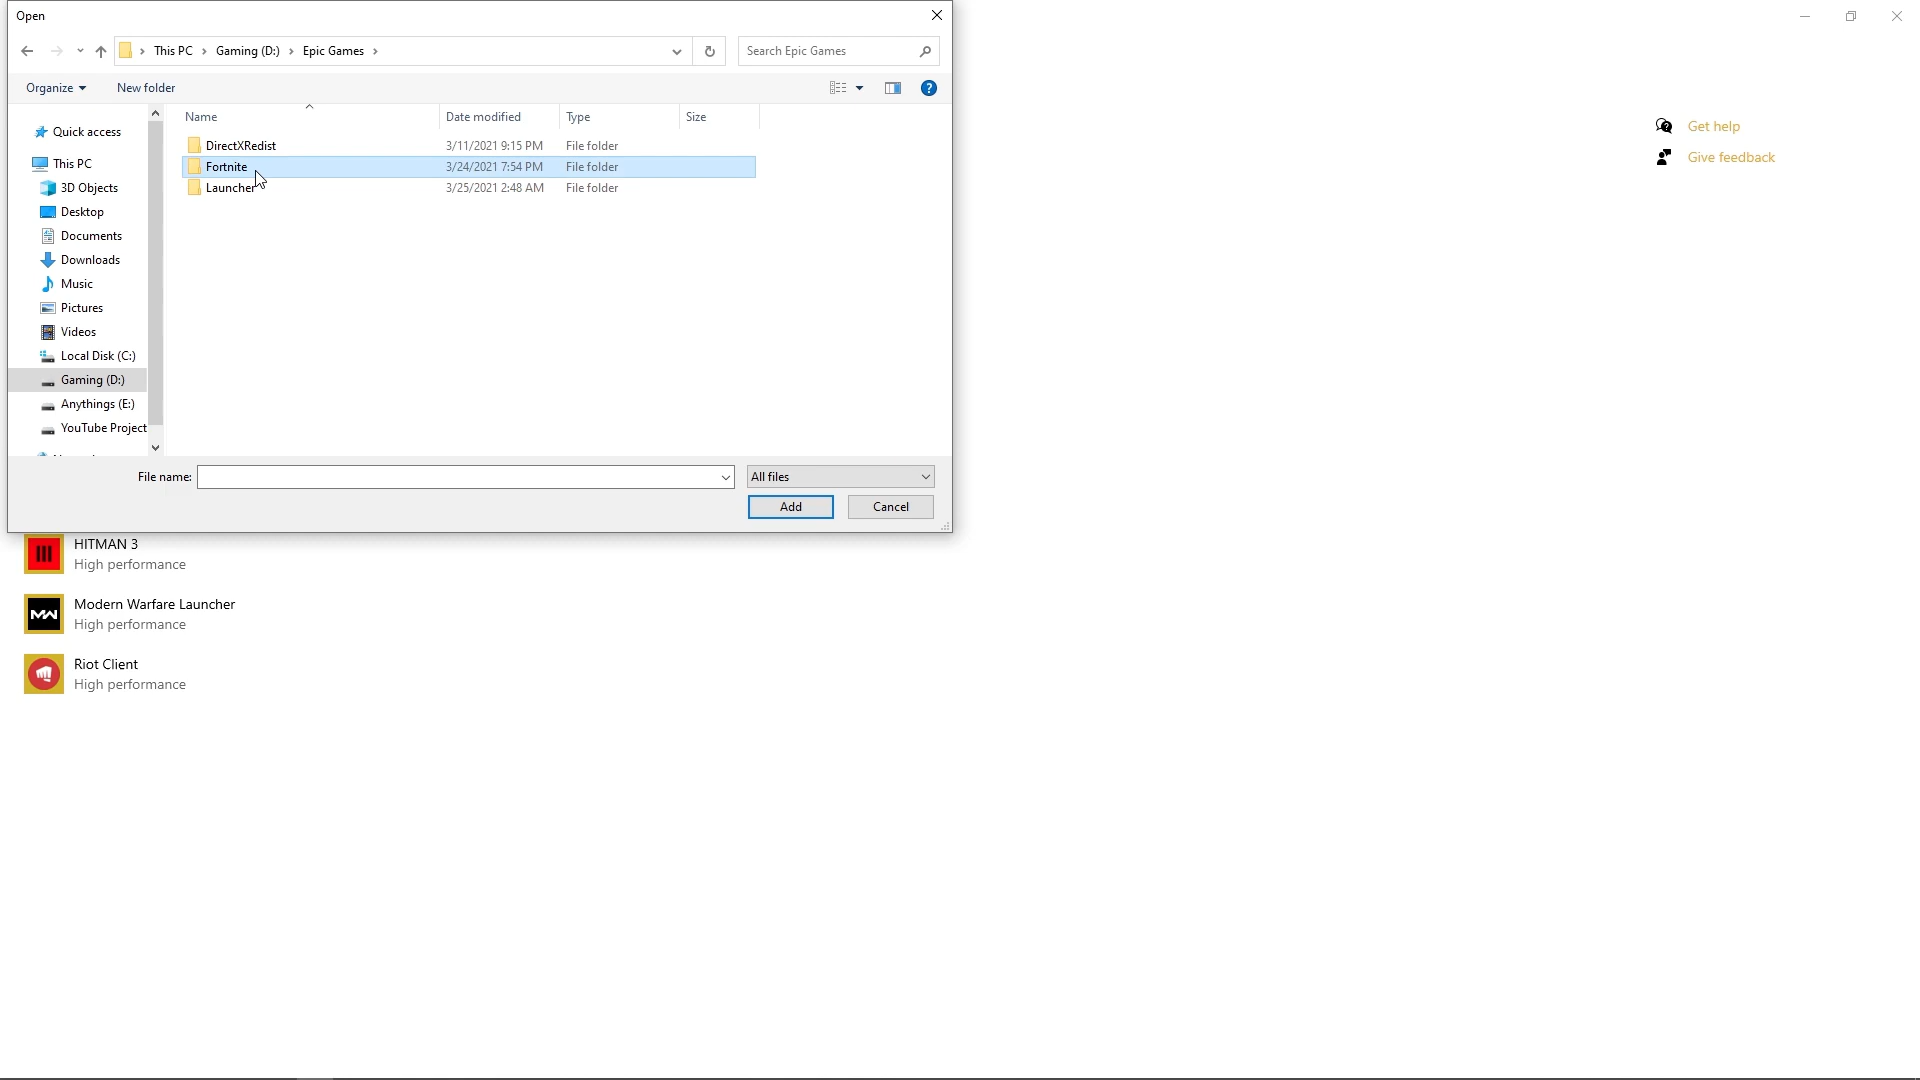 Open
This PC > Gaming (D:) > Epic Games >
Search Epic Games
Organize
New folder
Name
Date modified
Type
Size
Quick access
This PC
3D Objects
Desktop
Documents
Downloads
Music
Pictures
Videos
Local Disk (C:)
Gaming (D:)
Anythings (E:)
YouTube Project
DirectXRedist 3/11/2021 9:15 PM File folder
Fortnite 3/24/2021 7:54 PM File folder
Launcher 3/25/2021 2:48 AM File folder
File name:
All files
Add
Cancel
Get help
Give feedback
HITMAN 3
High performance
MW
Modern Warfare Launcher
High performance
Riot Client
High performance